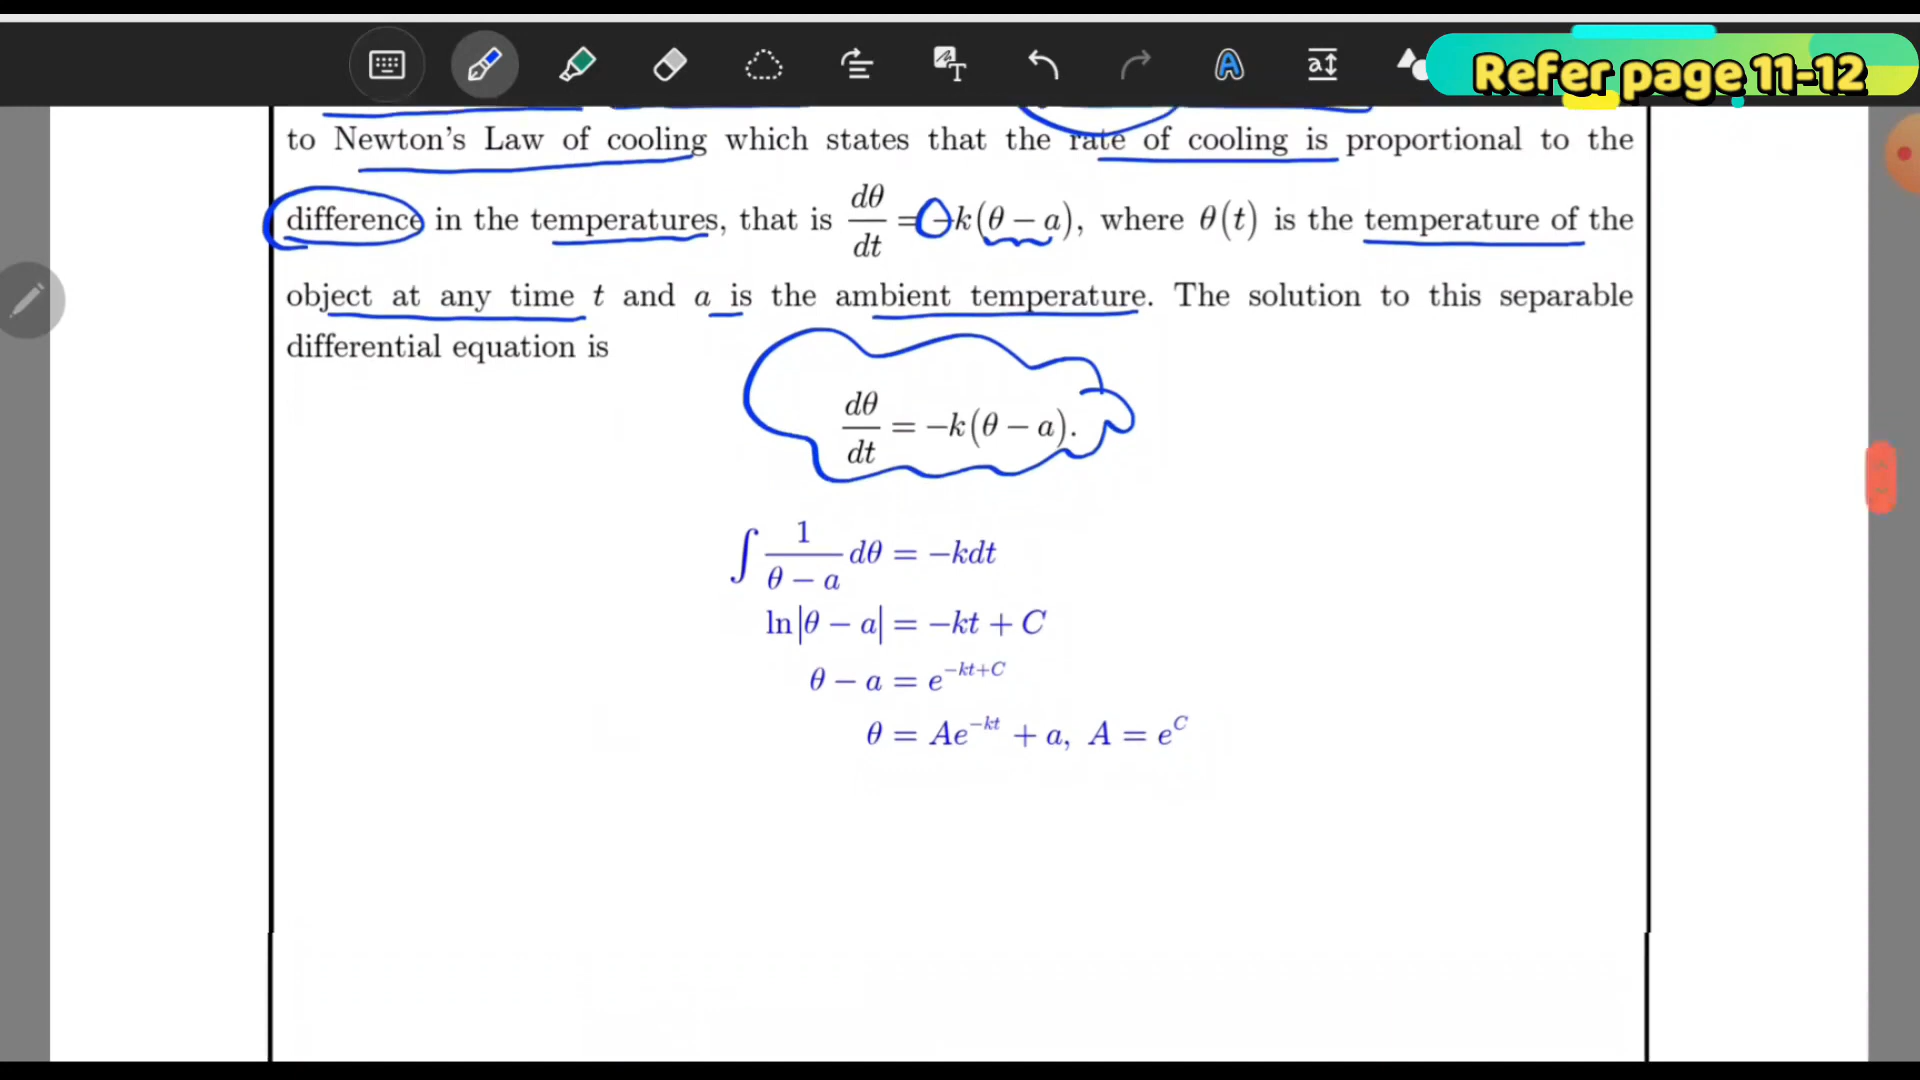 Refer page 11-12
to Newton's Law of cooling which states that the rate of cooling is proportional to the
difference in the temperatures, that is dθ/dt = −k(θ − a), where θ(t) is the temperature of the
object at any time t and a is the ambient temperature. The solution to this separable
differential equation is
dθ/dt = −k(θ − a).
∫ 1/(θ − a) dθ = −kdt
ln|θ − a| = −kt + C
θ − a = e^{−kt+C}
θ = Ae^{−kt} + a, A = e^C